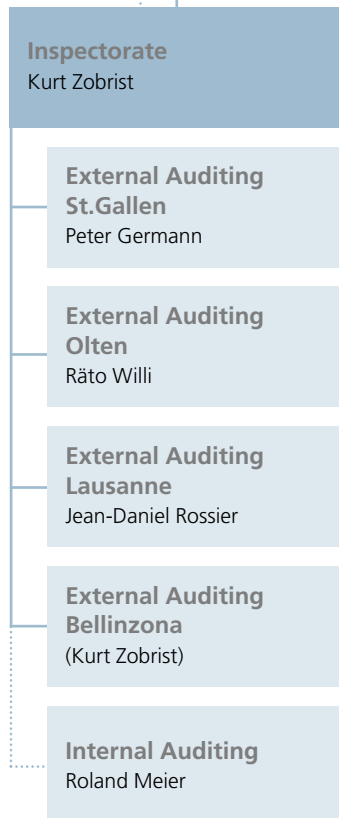 Inspectorate
Kurt Zobrist
External Auditing
St.Gallen
Peter Germann
External Auditing
Olten
Räto Willi
External Auditing
Lausanne
Jean-Daniel Rossier
External Auditing
Bellinzona
(Kurt Zobrist)
Internal Auditing
Roland Meier